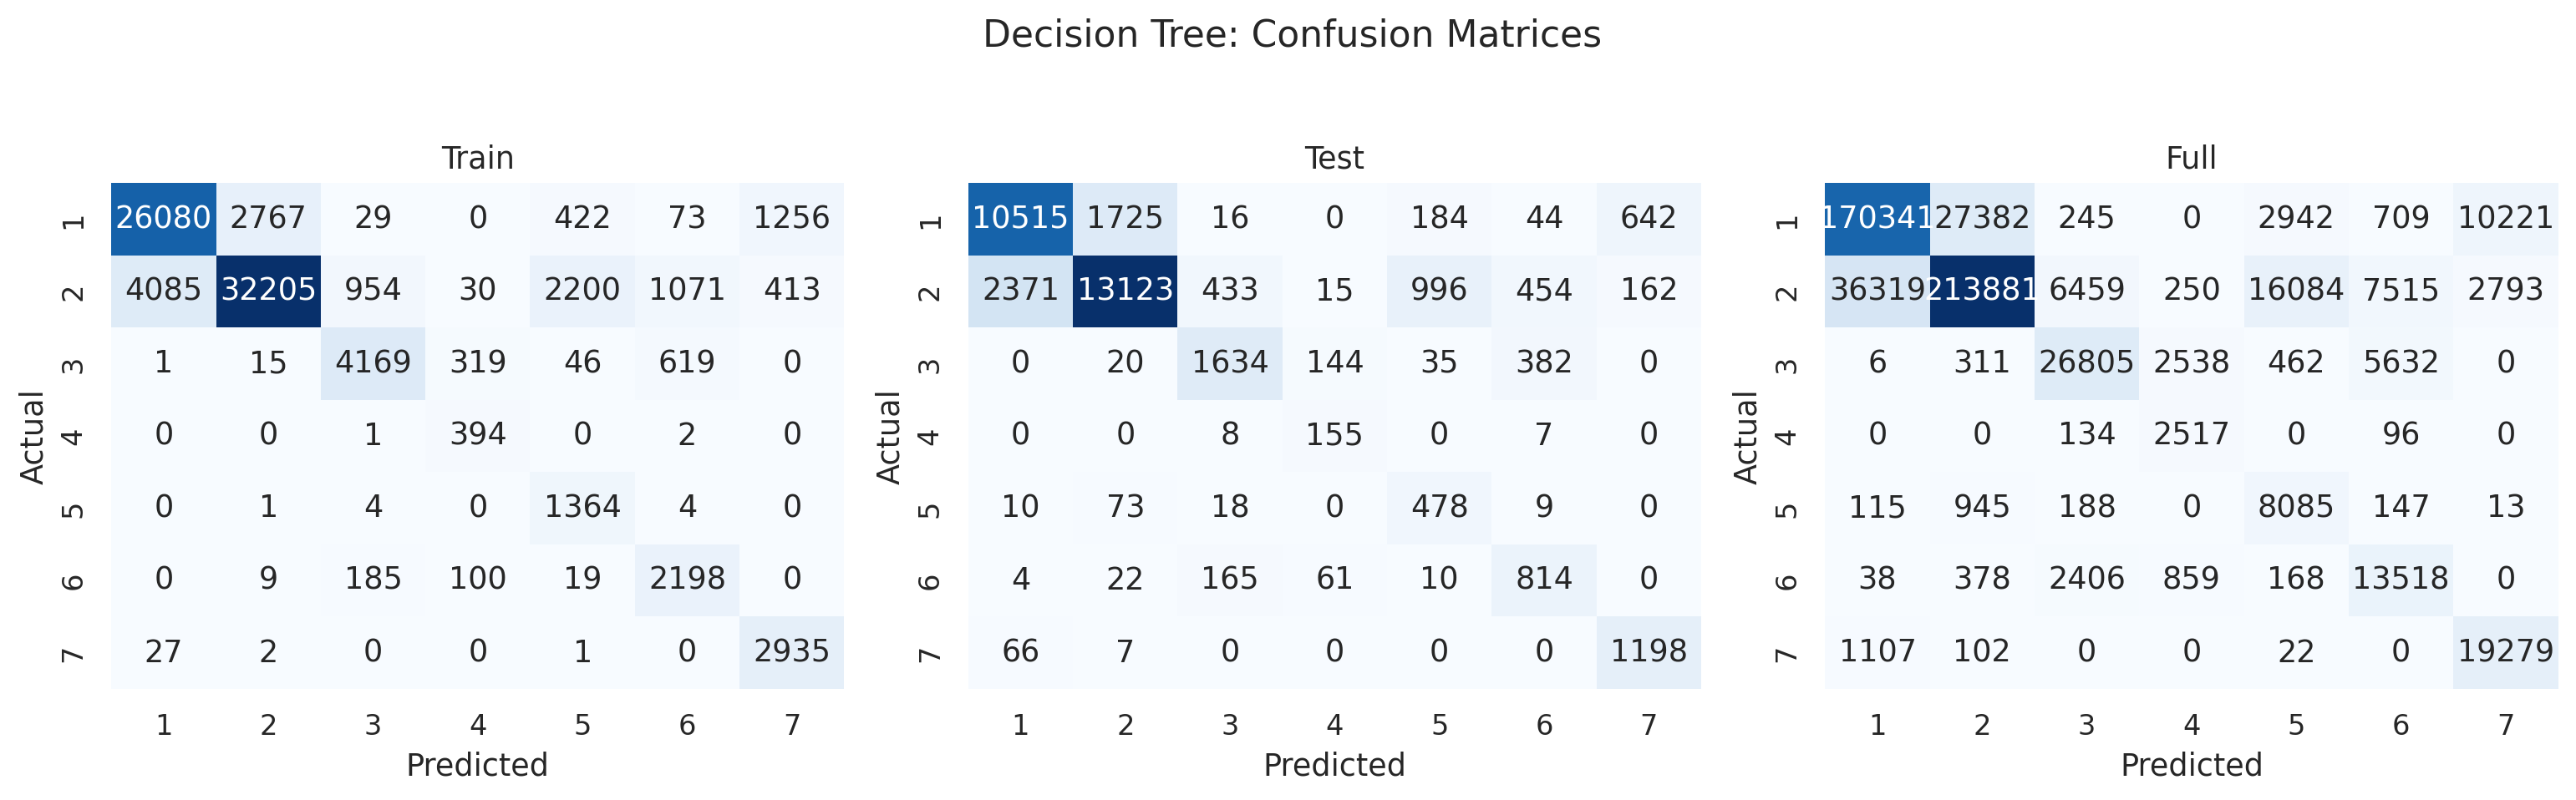 Decision Tree: Confusion Matrices
Train
1 26080 2767 29 0 422 73 1256
2 4085 32205 954 30 2200 1071 413
3 1 15 4169 319 46 619 0
4 0 0 1 394 0 2 0
5 0 1 4 0 1364 4 0
6 0 9 185 100 19 2198 0
7 27 2 0 0 1 0 2935
1 2 3 4 5 6 7
Actual
Predicted
Test
1 10515 1725 16 0 184 44 642
2 2371 13123 433 15 996 454 162
3 0 20 1634 144 35 382 0
4 0 0 8 155 0 7 0
5 10 73 18 0 478 9 0
6 4 22 165 61 10 814 0
7 66 7 0 0 0 0 1198
1 2 3 4 5 6 7
Actual
Predicted
Full
1 170341 27382 245 0 2942 709 10221
2 36319 213881 6459 250 16084 7515 2793
3 6 311 26805 2538 462 5632 0
4 0 0 134 2517 0 96 0
5 115 945 188 0 8085 147 13
6 38 378 2406 859 168 13518 0
7 1107 102 0 0 22 0 19279
1 2 3 4 5 6 7
Actual
Predicted